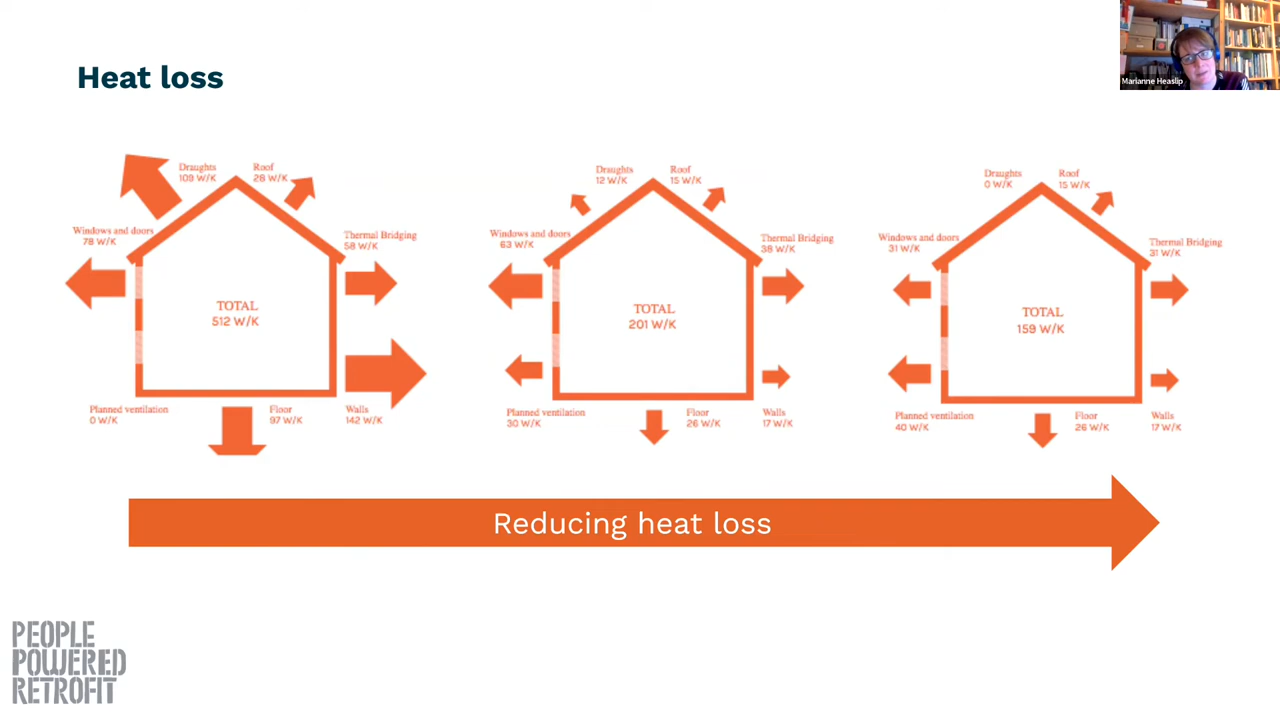 Heat loss
Marianne Heaslip
Draughts
109 W/K
Roof
28 W/K
Windows and doors
78 W/K
Thermal Bridging
58 W/K
TOTAL
512 W/K
Planned ventilation
0 W/K
Floor
97 W/K
Walls
142 W/K
Draughts
12 W/K
Roof
15 W/K
Windows and doors
63 W/K
Thermal Bridging
38 W/K
TOTAL
201 W/K
Planned ventilation
30 W/K
Floor
26 W/K
Walls
17 W/K
Draughts
0 W/K
Roof
15 W/K
Windows and doors
31 W/K
Thermal Bridging
31 W/K
TOTAL
159 W/K
Planned ventilation
40 W/K
Floor
26 W/K
Walls
17 W/K
Reducing heat loss
PEOPLE
POWERED
RETROFIT